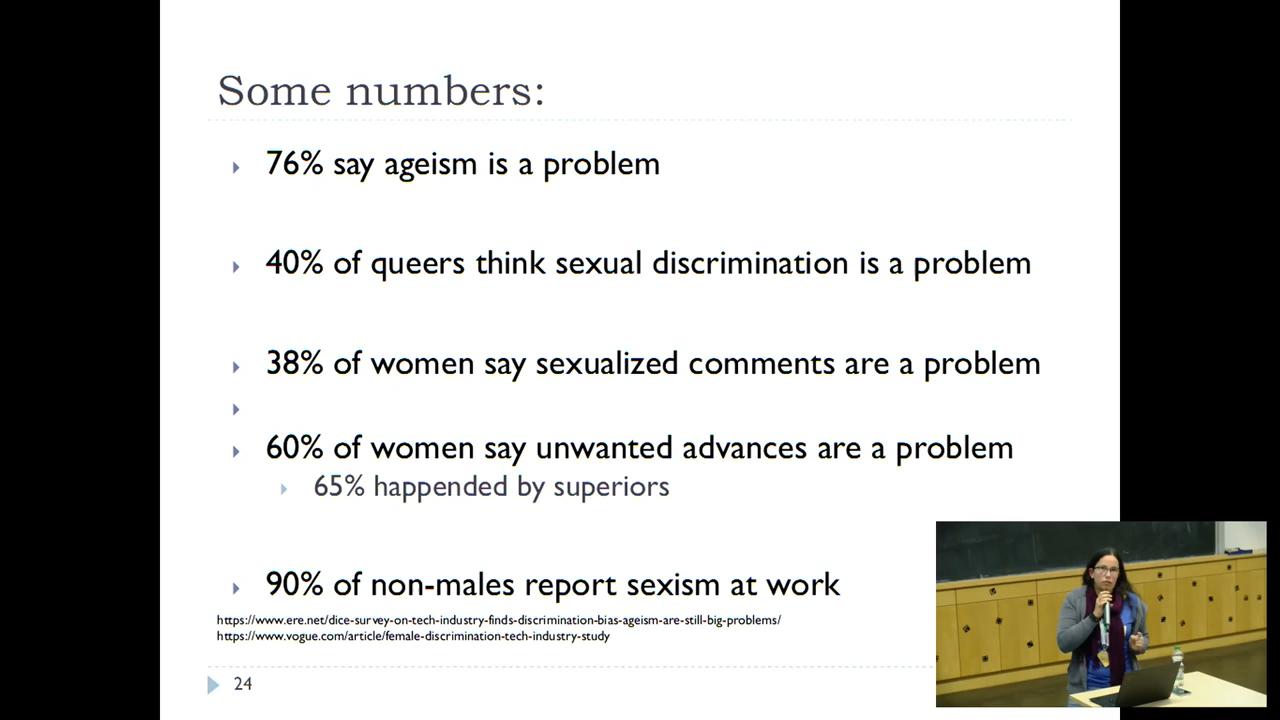 Some numbers:
76% say ageism is a problem
40% of queers think sexual discrimination is a problem
38% of women say sexualized comments are a problem
60% of women say unwanted advances are a problem
65% happended by superiors
90% of non-males report sexism at work
https://www.ere.net/dice-survey-on-tech-industry-finds-discrimination-bias-ageism-are-still-big-problems/
https://www.vogue.com/article/female-discrimination-tech-industry-study
24